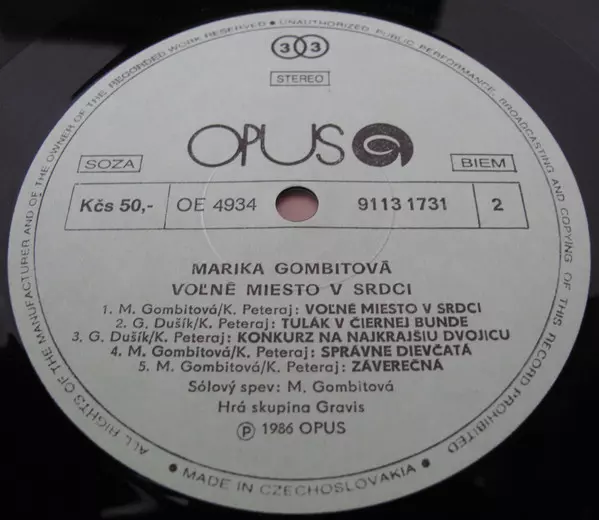 ALL RIGHTS OF THE MANUFACTURER AND OF THE OWNER OF THE RECORDED WORK RESERVED • UNAUTHORIZED PUBLIC PERFORMANCE, BROADCASTING AND COPYING OF THIS RECORD PROHIBITED
33
STEREO
OPUS
SOZA
BIEM
Kčs 50,- OE 4934 9113 1731 2
MARIKA GOMBITOVÁ
VOĽNÉ MIESTO V SRDCI
1. M. Gombitová/K. Peteraj: VOĽNÉ MIESTO V SRDCI
2. G. Dušík/K. Peteraj: TULÁK V ČIERNEJ BUNDE
3. G. Dušík/K. Peteraj: KONKURZ NA NAJKRAJŠIU DVOJICU
4. M. Gombitová/K. Peteraj: SPRÁVNE DIEVČATÁ
5. M. Gombitová/K. Peteraj: ZÁVEREČNÁ
Sólový spev: M. Gombitová
Hrá skupina Gravis
Ⓟ 1986 OPUS
• MADE IN CZECHOSLOVAKIA •